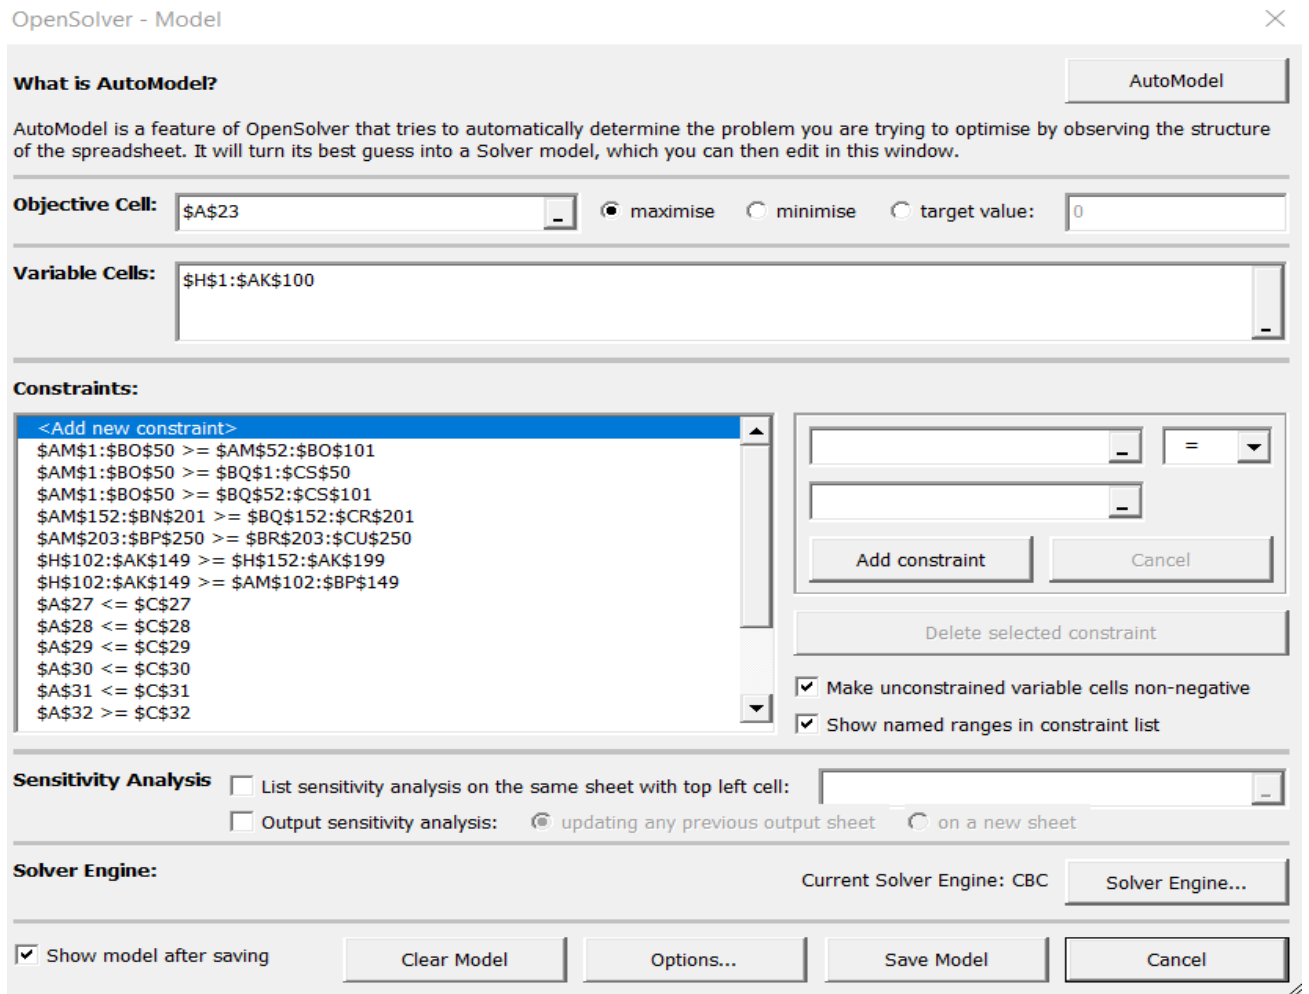 OpenSolver - Model
What is AutoModel?
AutoModel
AutoModel is a feature of OpenSolver that tries to automatically determine the problem you are trying to optimise by observing the structure
of the spreadsheet. It will turn its best guess into a Solver model, which you can then edit in this window.
Objective Cell:
$A$23
maximise
minimise
target value:
0
Variable Cells:
$H$1:$AK$100
Constraints:
<Add new constraint>
$AM$1:$BO$50 >= $AM$52:$BO$101
$AM$1:$BO$50 >= $BQ$1:$CS$50
$AM$1:$BO$50 >= $BQ$52:$CS$101
$AM$152:$BN$201 >= $BQ$152:$CR$201
$AM$203:$BP$250 >= $BR$203:$CU$250
$H$102:$AK$149 >= $H$152:$AK$199
$H$102:$AK$149 >= $AM$102:$BP$149
$A$27 <= $C$27
$A$28 <= $C$28
$A$29 <= $C$29
$A$30 <= $C$30
$A$31 <= $C$31
$A$32 >= $C$32
=
Add constraint
Cancel
Delete selected constraint
Make unconstrained variable cells non-negative
Show named ranges in constraint list
Sensitivity Analysis
List sensitivity analysis on the same sheet with top left cell:
Output sensitivity analysis:
updating any previous output sheet
on a new sheet
Solver Engine:
Current Solver Engine: CBC
Solver Engine...
Show model after saving
Clear Model
Options...
Save Model
Cancel